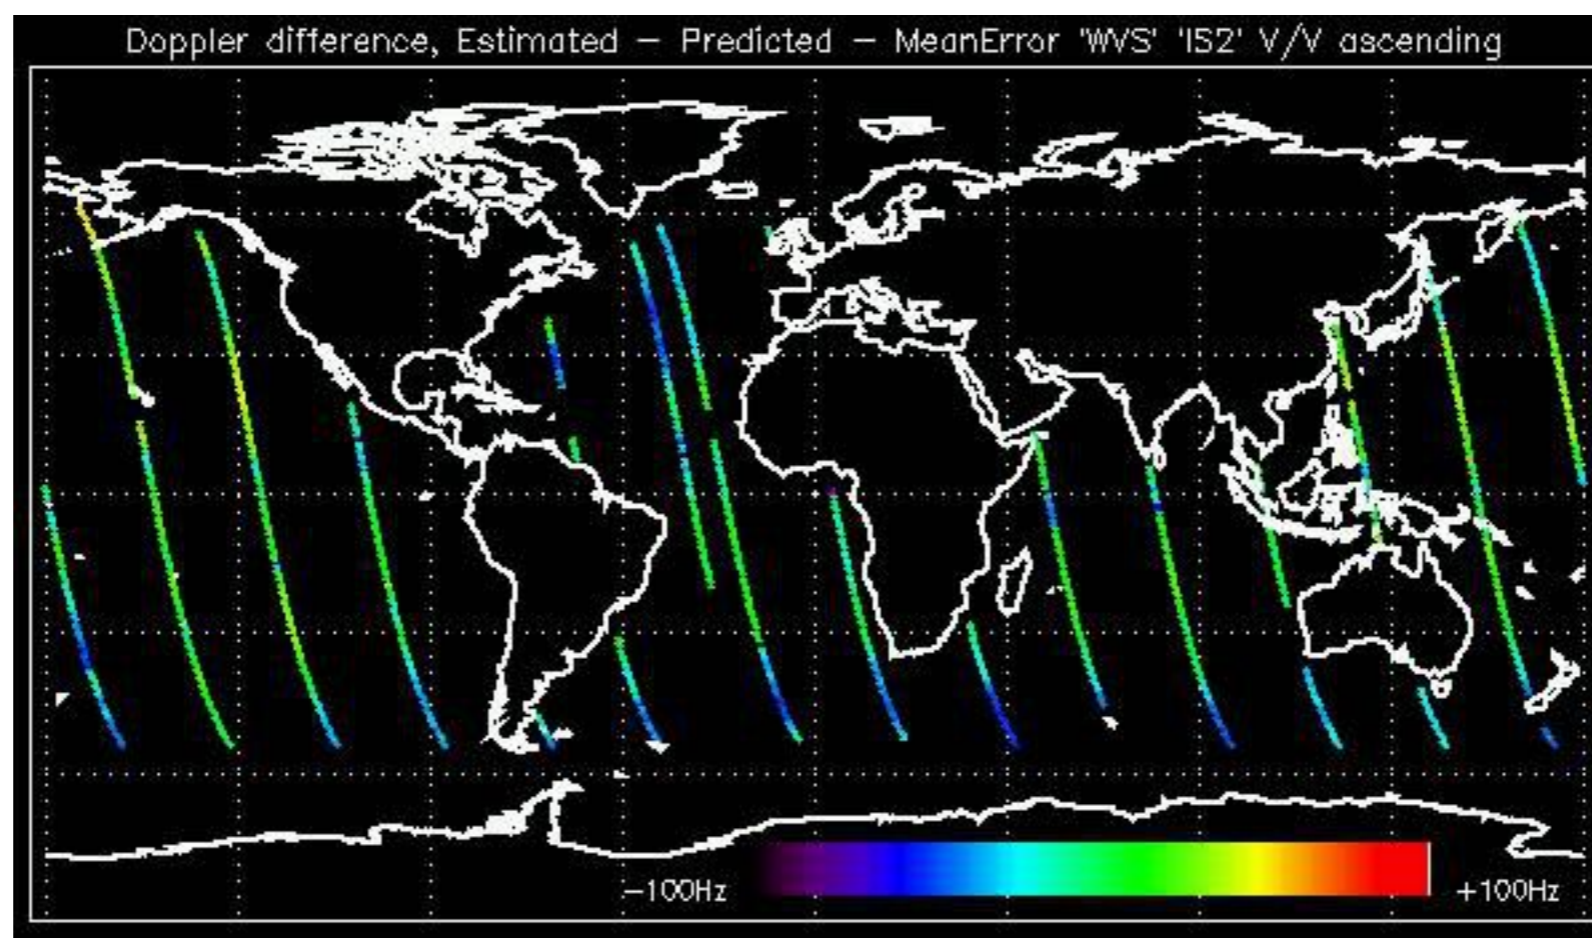 Doppler difference, Estimated – Predicted – MeanError 'WVS' 'IS2' V/V ascending
-100Hz
+100Hz